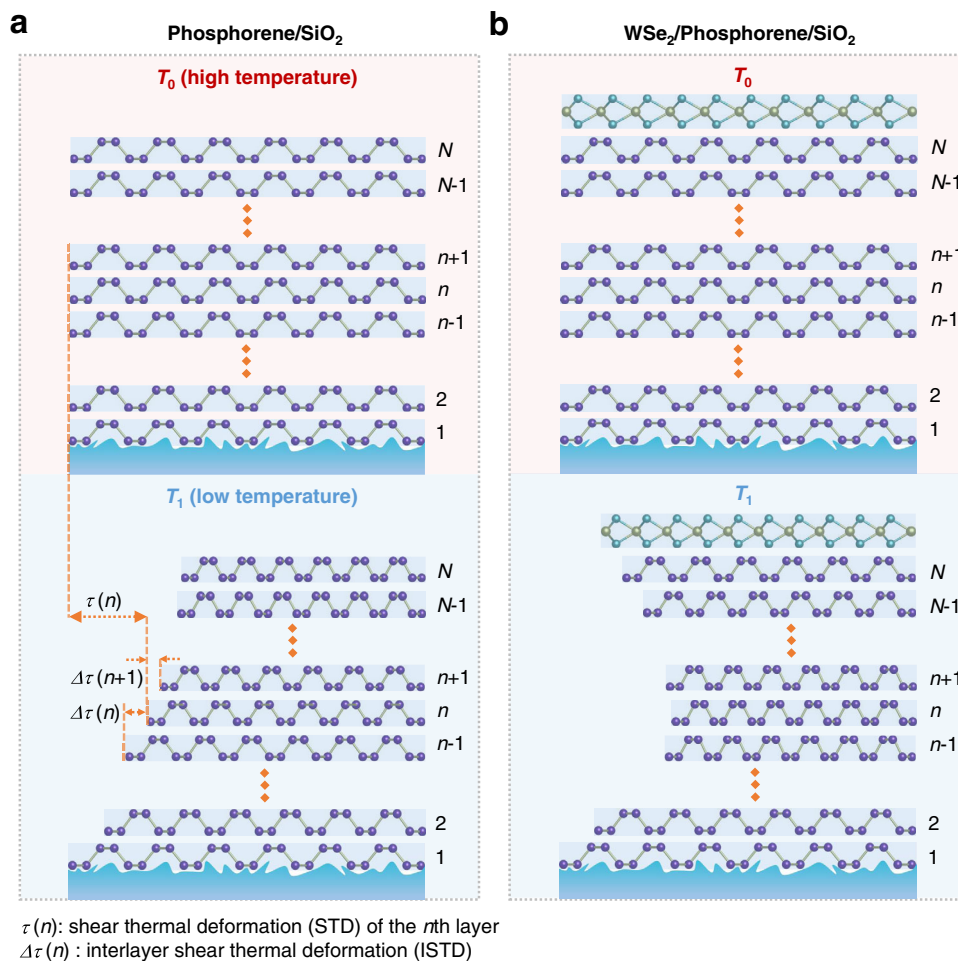 a
Phosphorene/SiO₂
T₀ (high temperature)
N
N-1
n+1
n
n-1
2
1
T₁ (low temperature)
N
N-1
τ(n)
Δτ(n+1)
n+1
Δτ(n)
n
n-1
2
1
b
WSe₂/Phosphorene/SiO₂
T₀
N
N-1
n+1
n
n-1
2
1
T₁
N
N-1
n+1
n
n-1
2
1
τ(n): shear thermal deformation (STD) of the nth layer
Δτ(n) : interlayer shear thermal deformation (ISTD)